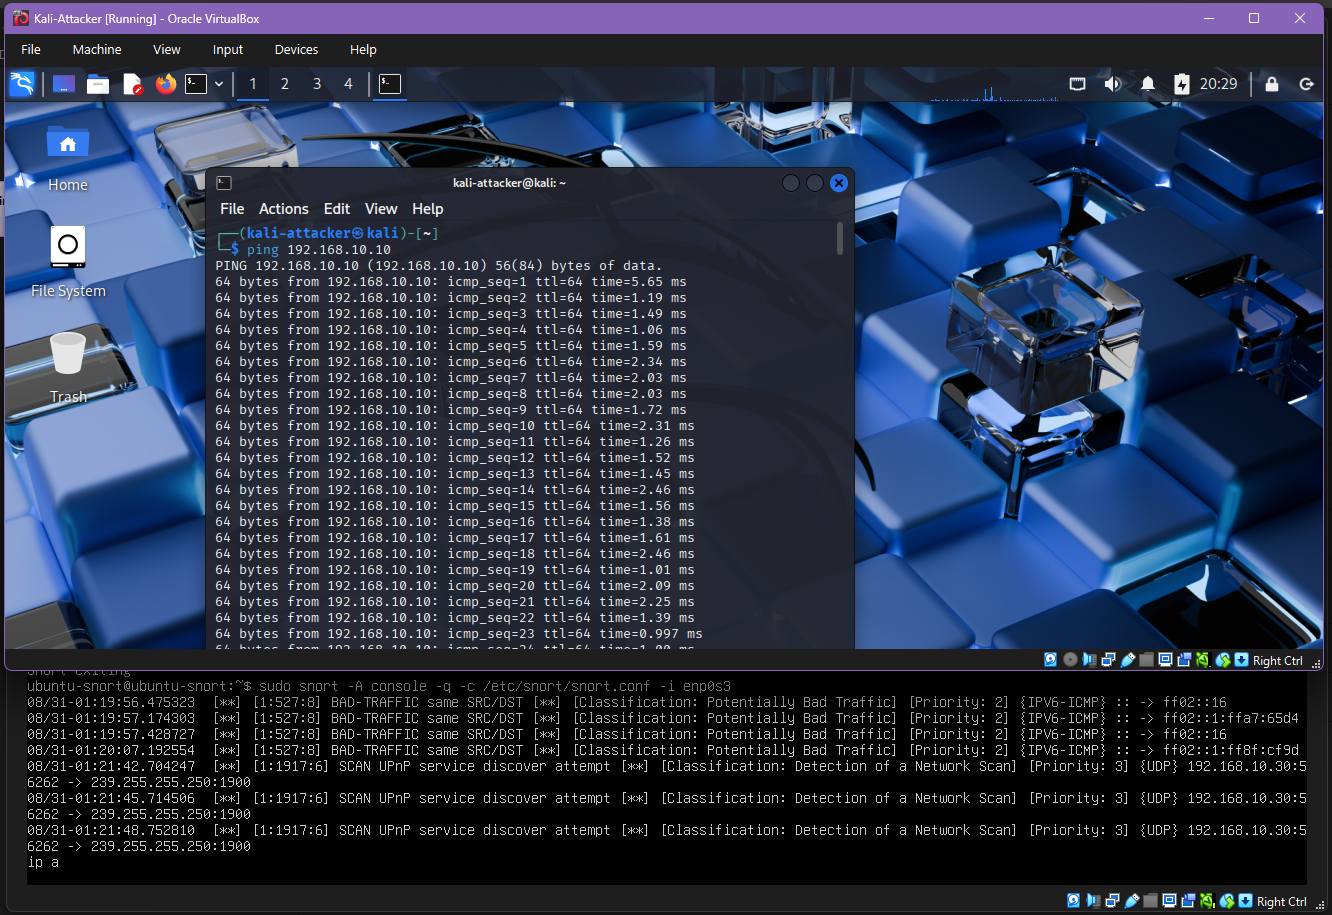 Kali-Attacker [Running] - Oracle VirtualBox
File Machine View Input Devices Help
1 2 3 4 20:29
Home
File System
Trash
kali-attacker@kali: ~
File Actions Edit View Help
┌──(kali-attacker㉿kali)-[~]
└─$ ping 192.168.10.10
PING 192.168.10.10 (192.168.10.10) 56(84) bytes of data.
64 bytes from 192.168.10.10: icmp_seq=1 ttl=64 time=5.65 ms
64 bytes from 192.168.10.10: icmp_seq=2 ttl=64 time=1.19 ms
64 bytes from 192.168.10.10: icmp_seq=3 ttl=64 time=1.49 ms
64 bytes from 192.168.10.10: icmp_seq=4 ttl=64 time=1.06 ms
64 bytes from 192.168.10.10: icmp_seq=5 ttl=64 time=1.59 ms
64 bytes from 192.168.10.10: icmp_seq=6 ttl=64 time=2.34 ms
64 bytes from 192.168.10.10: icmp_seq=7 ttl=64 time=2.03 ms
64 bytes from 192.168.10.10: icmp_seq=8 ttl=64 time=2.03 ms
64 bytes from 192.168.10.10: icmp_seq=9 ttl=64 time=1.72 ms
64 bytes from 192.168.10.10: icmp_seq=10 ttl=64 time=2.31 ms
64 bytes from 192.168.10.10: icmp_seq=11 ttl=64 time=1.26 ms
64 bytes from 192.168.10.10: icmp_seq=12 ttl=64 time=1.52 ms
64 bytes from 192.168.10.10: icmp_seq=13 ttl=64 time=1.45 ms
64 bytes from 192.168.10.10: icmp_seq=14 ttl=64 time=2.46 ms
64 bytes from 192.168.10.10: icmp_seq=15 ttl=64 time=1.56 ms
64 bytes from 192.168.10.10: icmp_seq=16 ttl=64 time=1.38 ms
64 bytes from 192.168.10.10: icmp_seq=17 ttl=64 time=1.61 ms
64 bytes from 192.168.10.10: icmp_seq=18 ttl=64 time=2.46 ms
64 bytes from 192.168.10.10: icmp_seq=19 ttl=64 time=1.01 ms
64 bytes from 192.168.10.10: icmp_seq=20 ttl=64 time=2.09 ms
64 bytes from 192.168.10.10: icmp_seq=21 ttl=64 time=2.25 ms
64 bytes from 192.168.10.10: icmp_seq=22 ttl=64 time=1.39 ms
64 bytes from 192.168.10.10: icmp_seq=23 ttl=64 time=0.997 ms
64 bytes from 192.168.10.10: icmp_seq=24 ttl=64 time=1.00 ms
Right Ctrl
Snort exiting
ubuntu-snort@ubuntu-snort:~$ sudo snort -A console -q -c /etc/snort/snort.conf -i enp0s3
08/31-01:19:56.475323 [**] [1:527:8] BAD-TRAFFIC same SRC/DST [**] [Classification: Potentially Bad Traffic] [Priority: 2] {IPV6-ICMP} :: -> ff02::16
08/31-01:19:57.174303 [**] [1:527:8] BAD-TRAFFIC same SRC/DST [**] [Classification: Potentially Bad Traffic] [Priority: 2] {IPV6-ICMP} :: -> ff02::1:ffa7:65d4
08/31-01:19:57.428727 [**] [1:527:8] BAD-TRAFFIC same SRC/DST [**] [Classification: Potentially Bad Traffic] [Priority: 2] {IPV6-ICMP} :: -> ff02::16
08/31-01:20:07.192554 [**] [1:527:8] BAD-TRAFFIC same SRC/DST [**] [Classification: Potentially Bad Traffic] [Priority: 2] {IPV6-ICMP} :: -> ff02::1:ff8f:cf9d
08/31-01:21:42.704247 [**] [1:1917:6] SCAN UPnP service discover attempt [**] [Classification: Detection of a Network Scan] [Priority: 3] {UDP} 192.168.10.30:5
6262 -> 239.255.255.250:1900
08/31-01:21:45.714506 [**] [1:1917:6] SCAN UPnP service discover attempt [**] [Classification: Detection of a Network Scan] [Priority: 3] {UDP} 192.168.10.30:5
6262 -> 239.255.255.250:1900
08/31-01:21:48.752810 [**] [1:1917:6] SCAN UPnP service discover attempt [**] [Classification: Detection of a Network Scan] [Priority: 3] {UDP} 192.168.10.30:5
6262 -> 239.255.255.250:1900
ip a
Right Ctrl